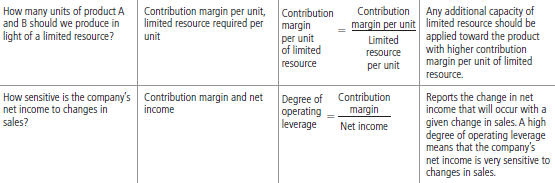 How many units of product A
and B should we produce in
light of a limited resource?
Contribution margin per unit,
limited resource required per
unit
Contribution
margin
per unit
of limited
resource
=
Contribution
margin per unit
Limited
resource
per unit
Any additional capacity of
limited resource should be
applied toward the product
with higher contribution
margin per unit of limited
resource.
How sensitive is the company's
net income to changes in
sales?
Contribution margin and net
income
Degree of
operating
leverage
=
Contribution
margin
Net income
Reports the change in net
income that will occur with a
given change in sales. A high
degree of operating leverage
means that the company's
net income is very sensitive to
changes in sales.